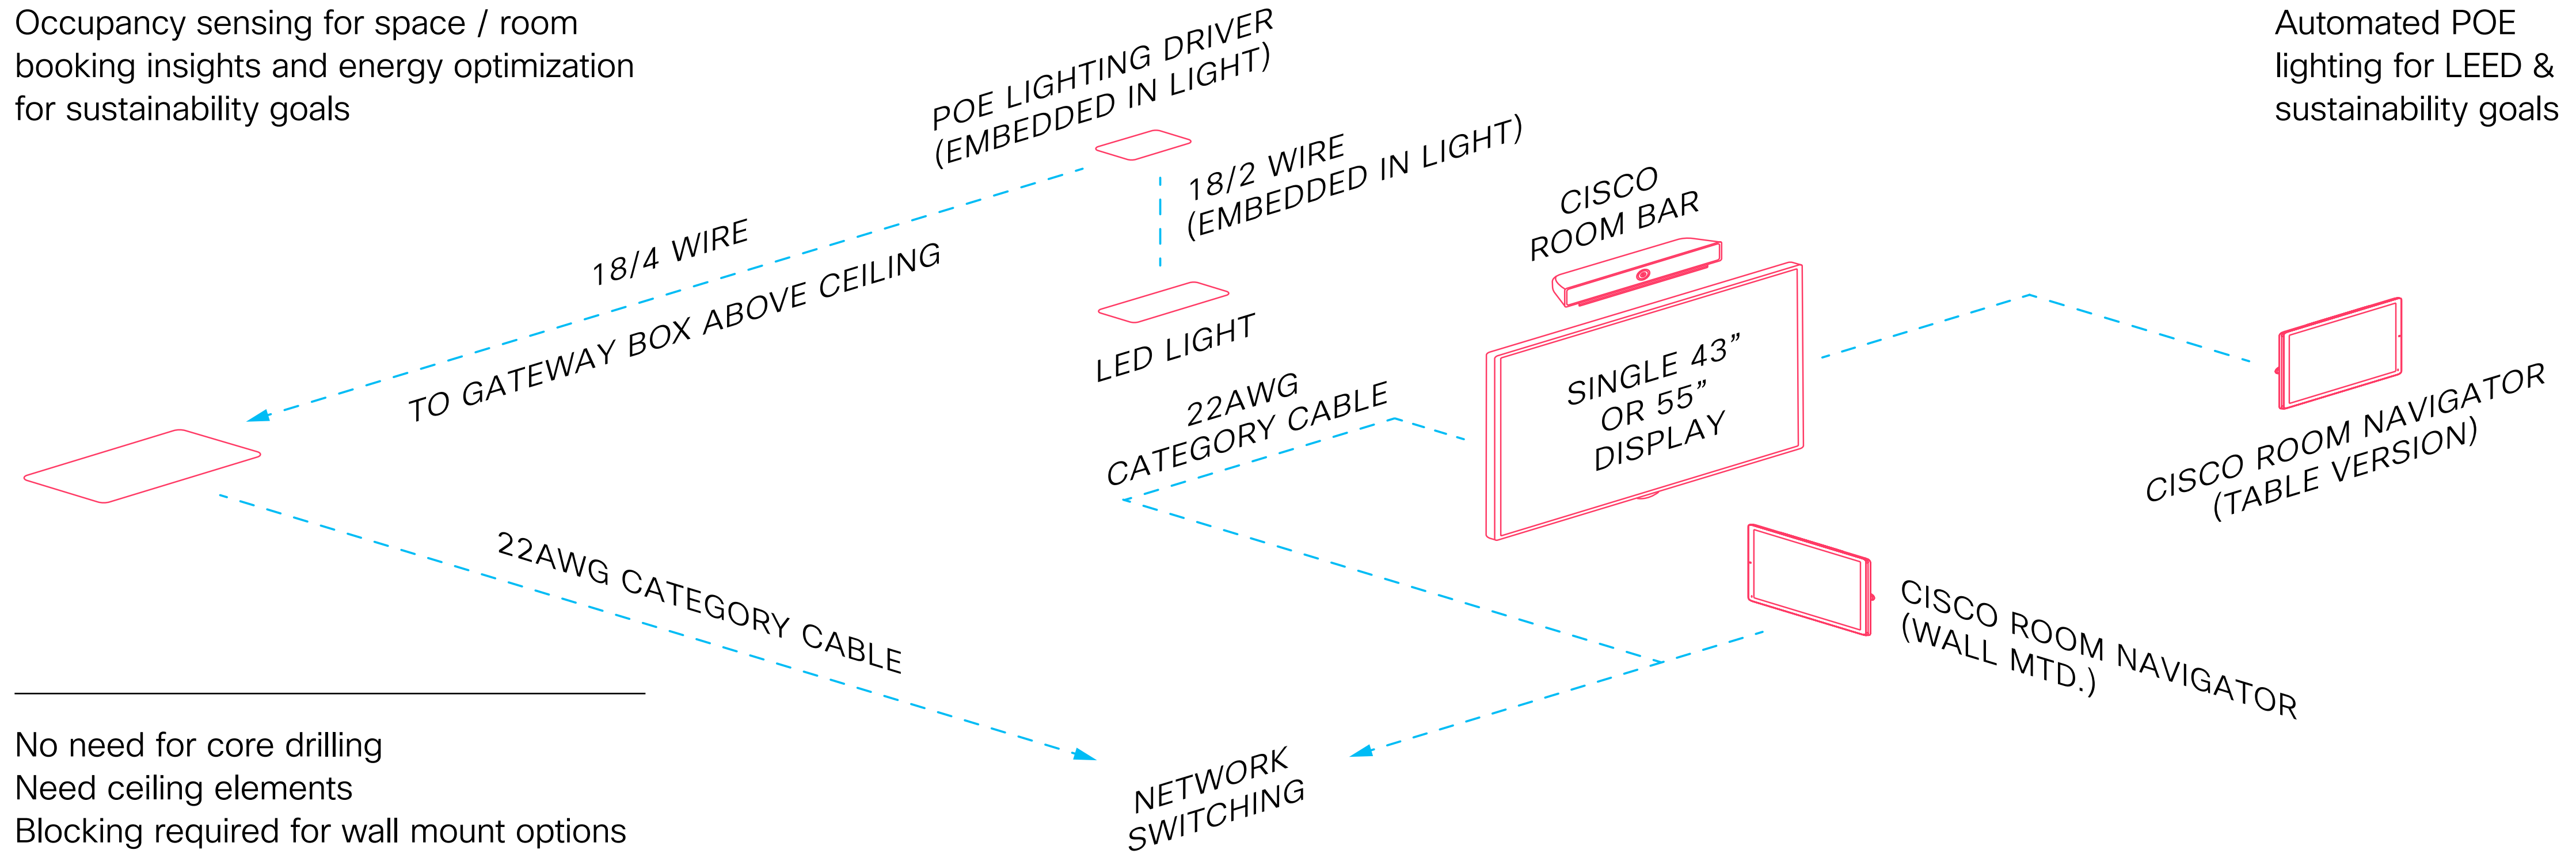 Occupancy sensing for space / room
booking insights and energy optimization
for sustainability goals
Automated POE
lighting for LEED &
sustainability goals
POE LIGHTING DRIVER
(EMBEDDED IN LIGHT)
18/2 WIRE
(EMBEDDED IN LIGHT)
CISCO
ROOM BAR
18/4 WIRE
TO GATEWAY BOX ABOVE CEILING
LED LIGHT
SINGLE 43”
OR 55”
DISPLAY
22AWG
CATEGORY CABLE
CISCO ROOM NAVIGATOR
(TABLE VERSION)
22AWG CATEGORY CABLE
CISCO ROOM NAVIGATOR
(WALL MTD.)
NETWORK
SWITCHING
No need for core drilling
Need ceiling elements
Blocking required for wall mount options